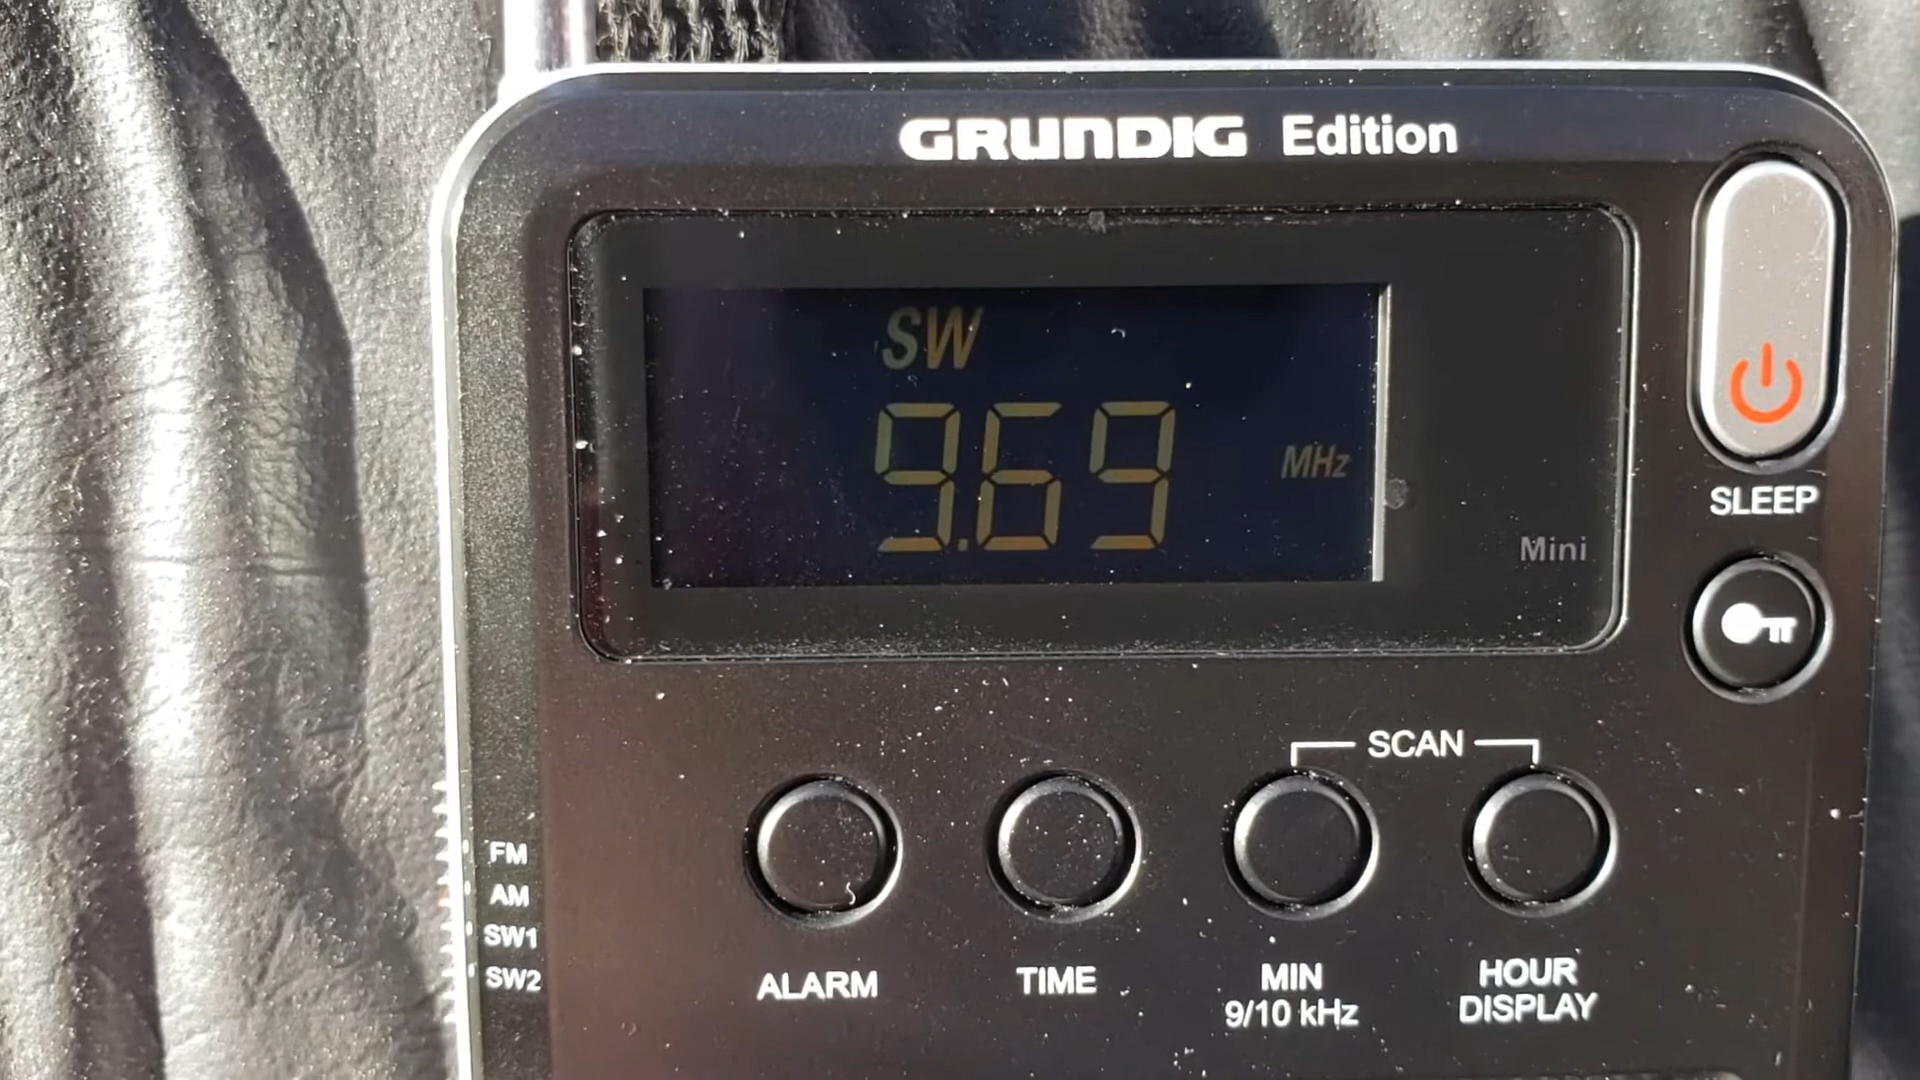 GRUNDIG Edition
SW
9.69 MHz
Mini
SLEEP
SCAN
FM
AM
SW1
SW2
ALARM
TIME
MIN
9/10 kHz
HOUR
DISPLAY